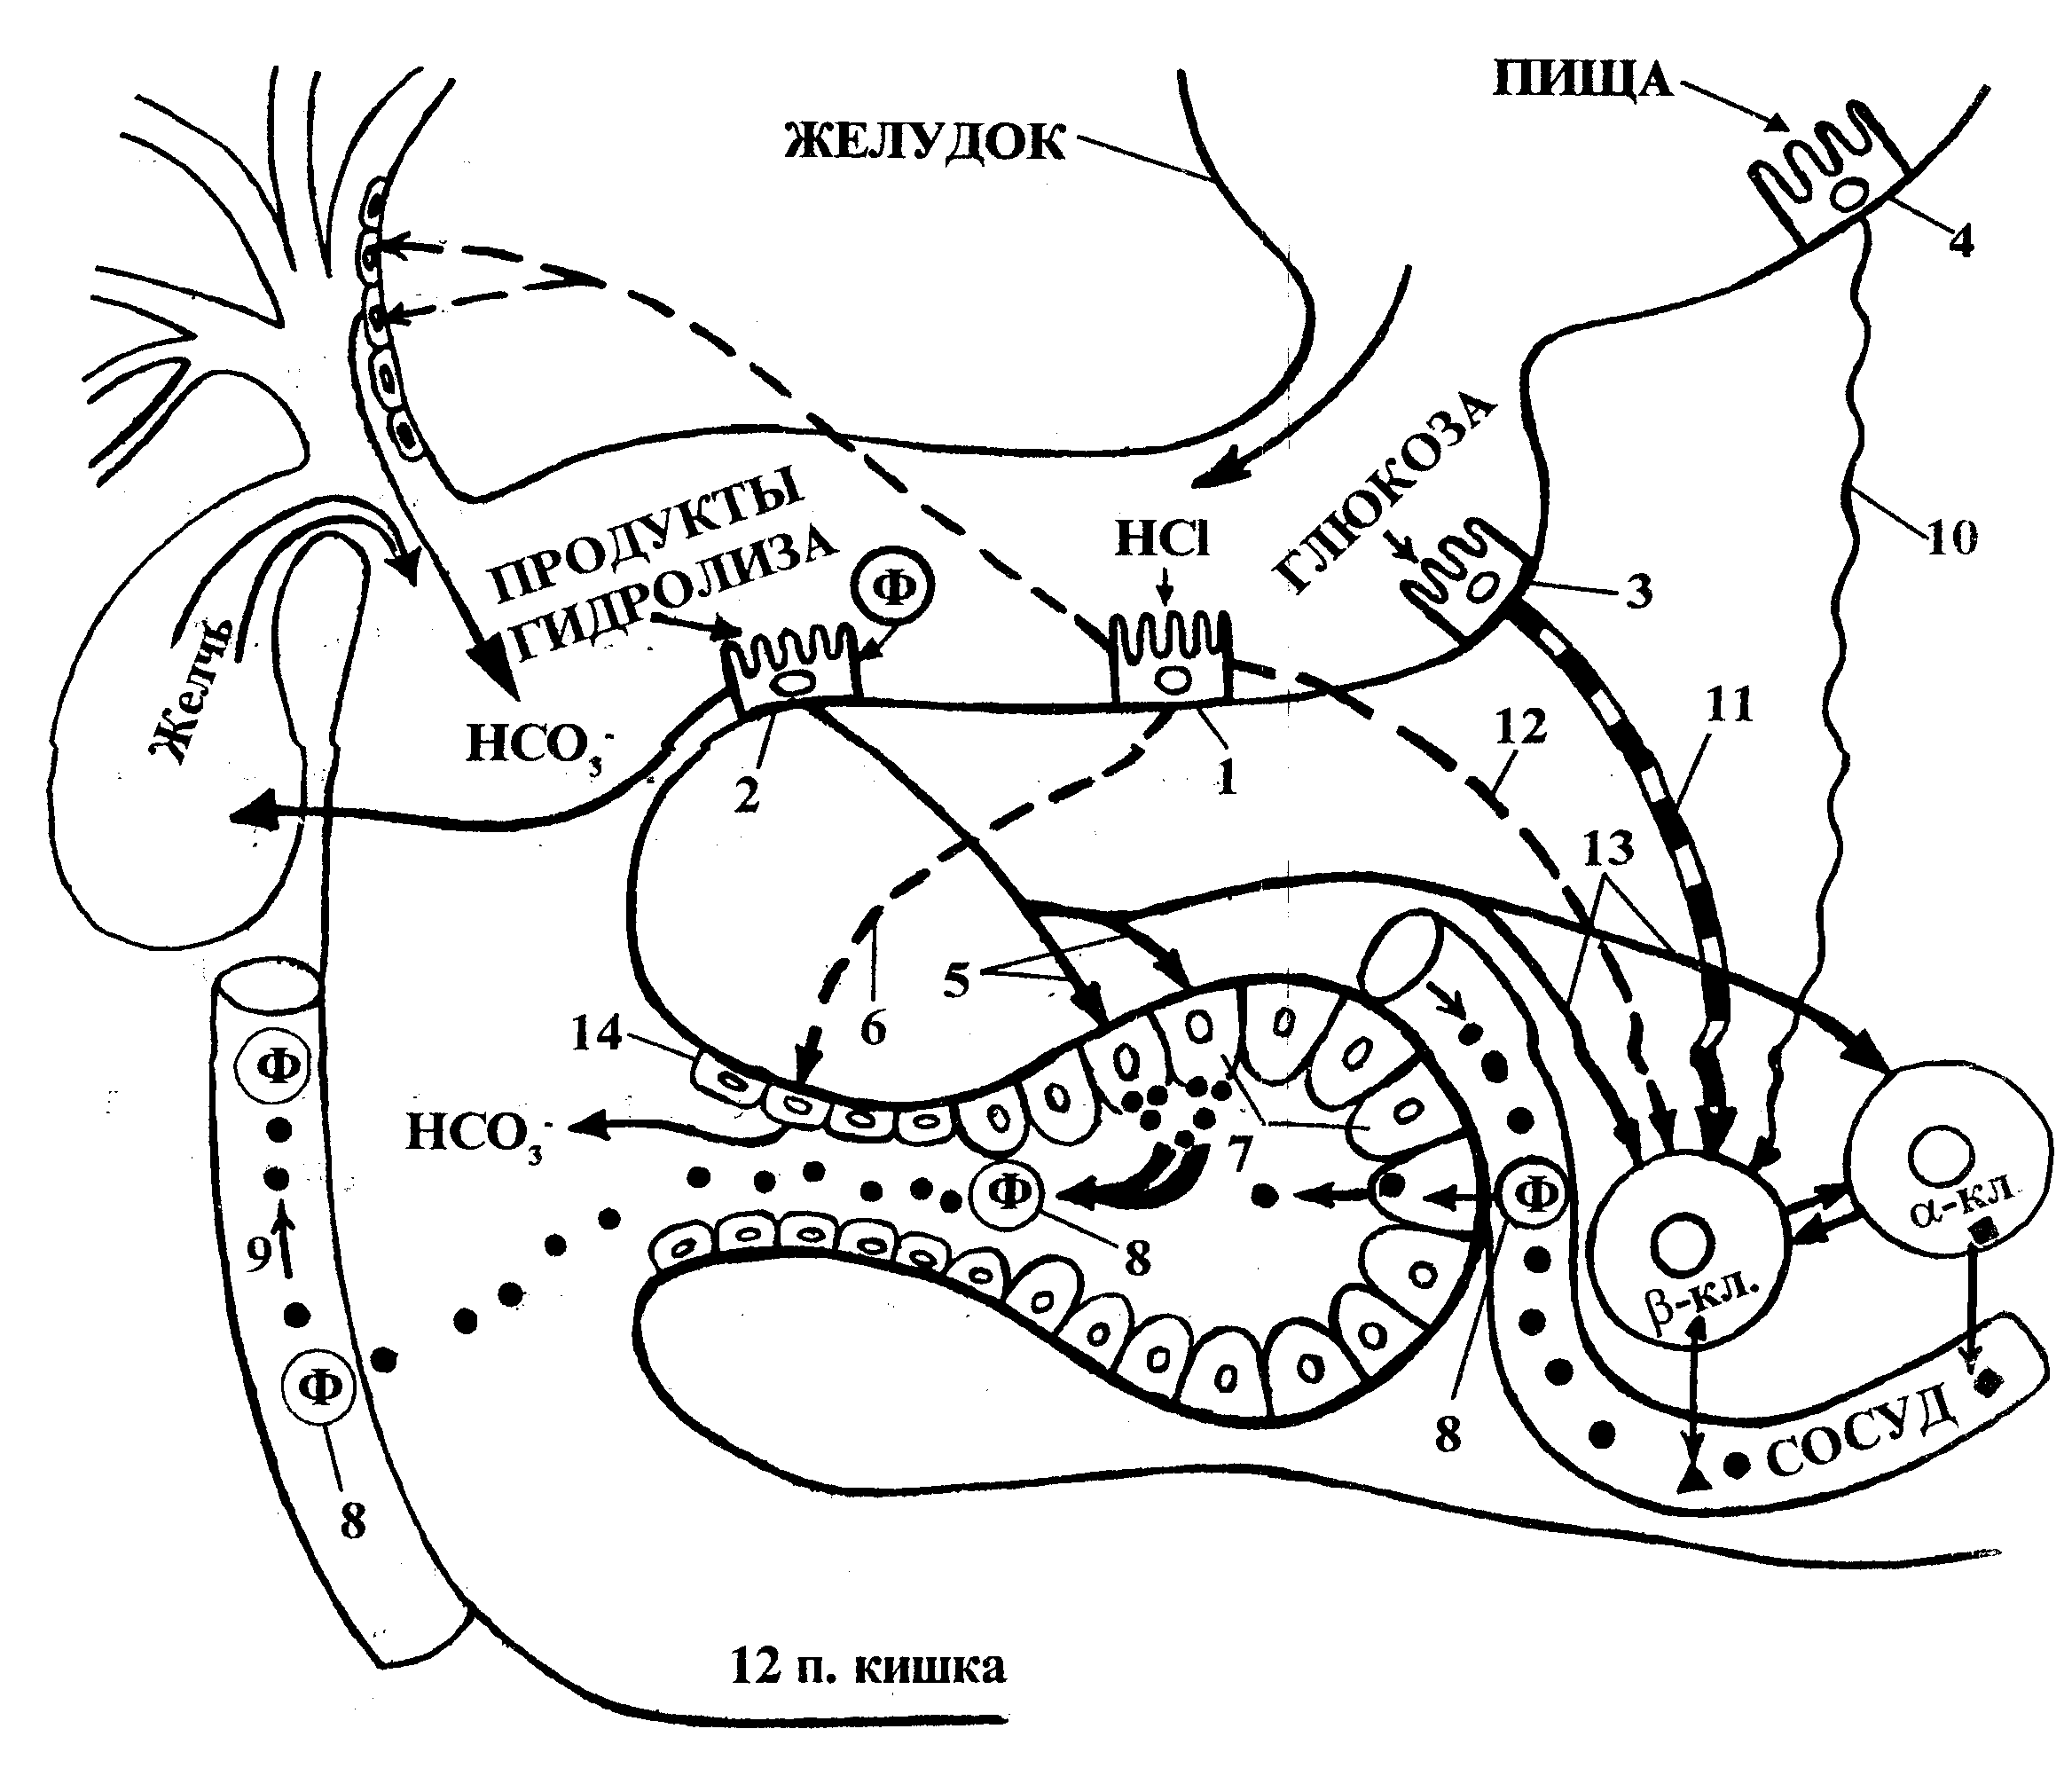 ПИЩА
ЖЕЛУДОК
4
ГЛЮКОЗА
10
ПРОДУКТЫ
ГИДРОЛИЗА
Ф
HCl
3
Желчь
HCO₃⁻
2
1
12
11
13
5
6
14
Ф
HCO₃⁻
7
Ф
8
Ф
α-кл.
9
β-кл.
Ф
8
8
СОСУД
12 п. кишка